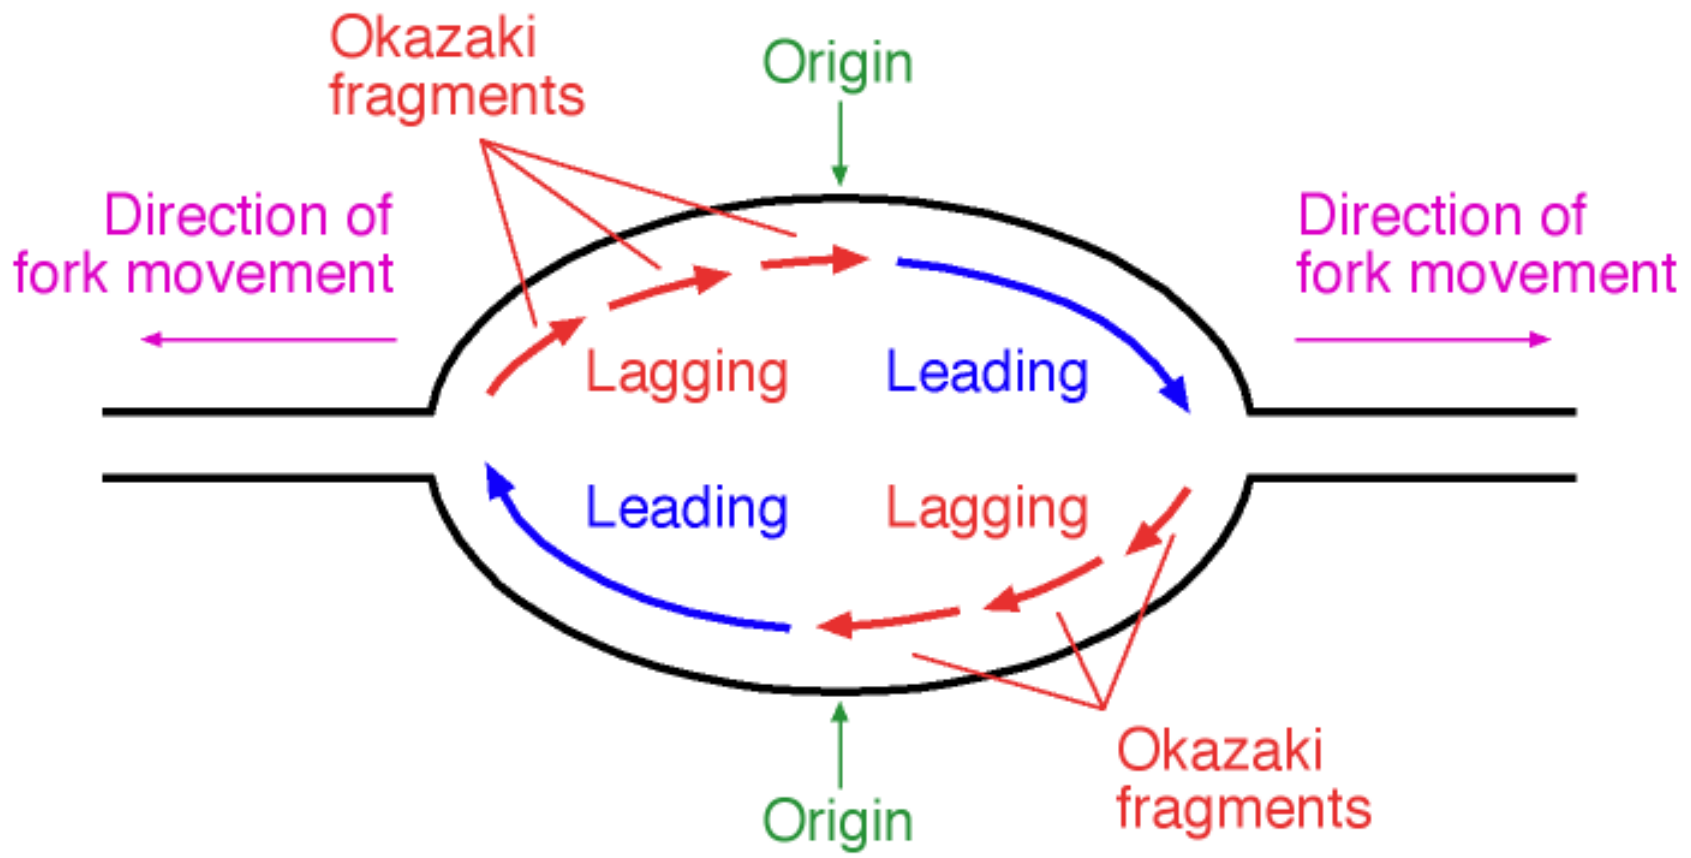 Okazaki
fragments
Origin
Direction of
fork movement
Direction of
fork movement
Lagging
Leading
Leading
Lagging
Okazaki
fragments
Origin